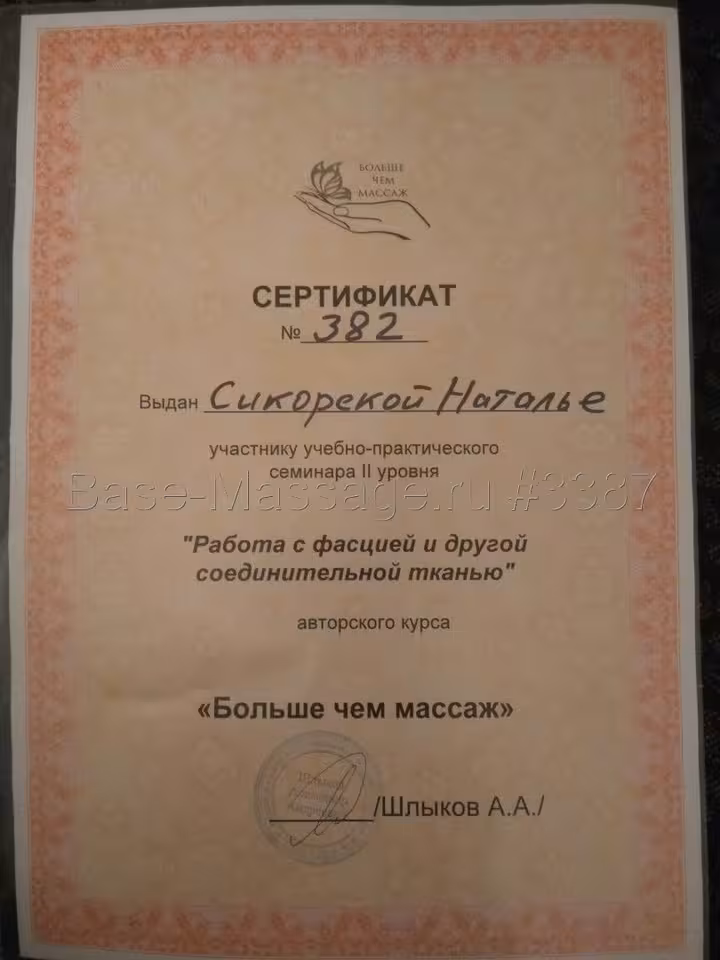 БОЛЬШЕ
ЧЕМ
МАССАЖ
СЕРТИФИКАТ
№ 382
Выдан Сикорской Наталье
участнику учебно-практического
семинара II уровня
Base-Massage.ru #3387
"Работа с фасцией и другой
соединительной тканью"
авторского курса
«Больше чем массаж»
/Шлыков А.А./